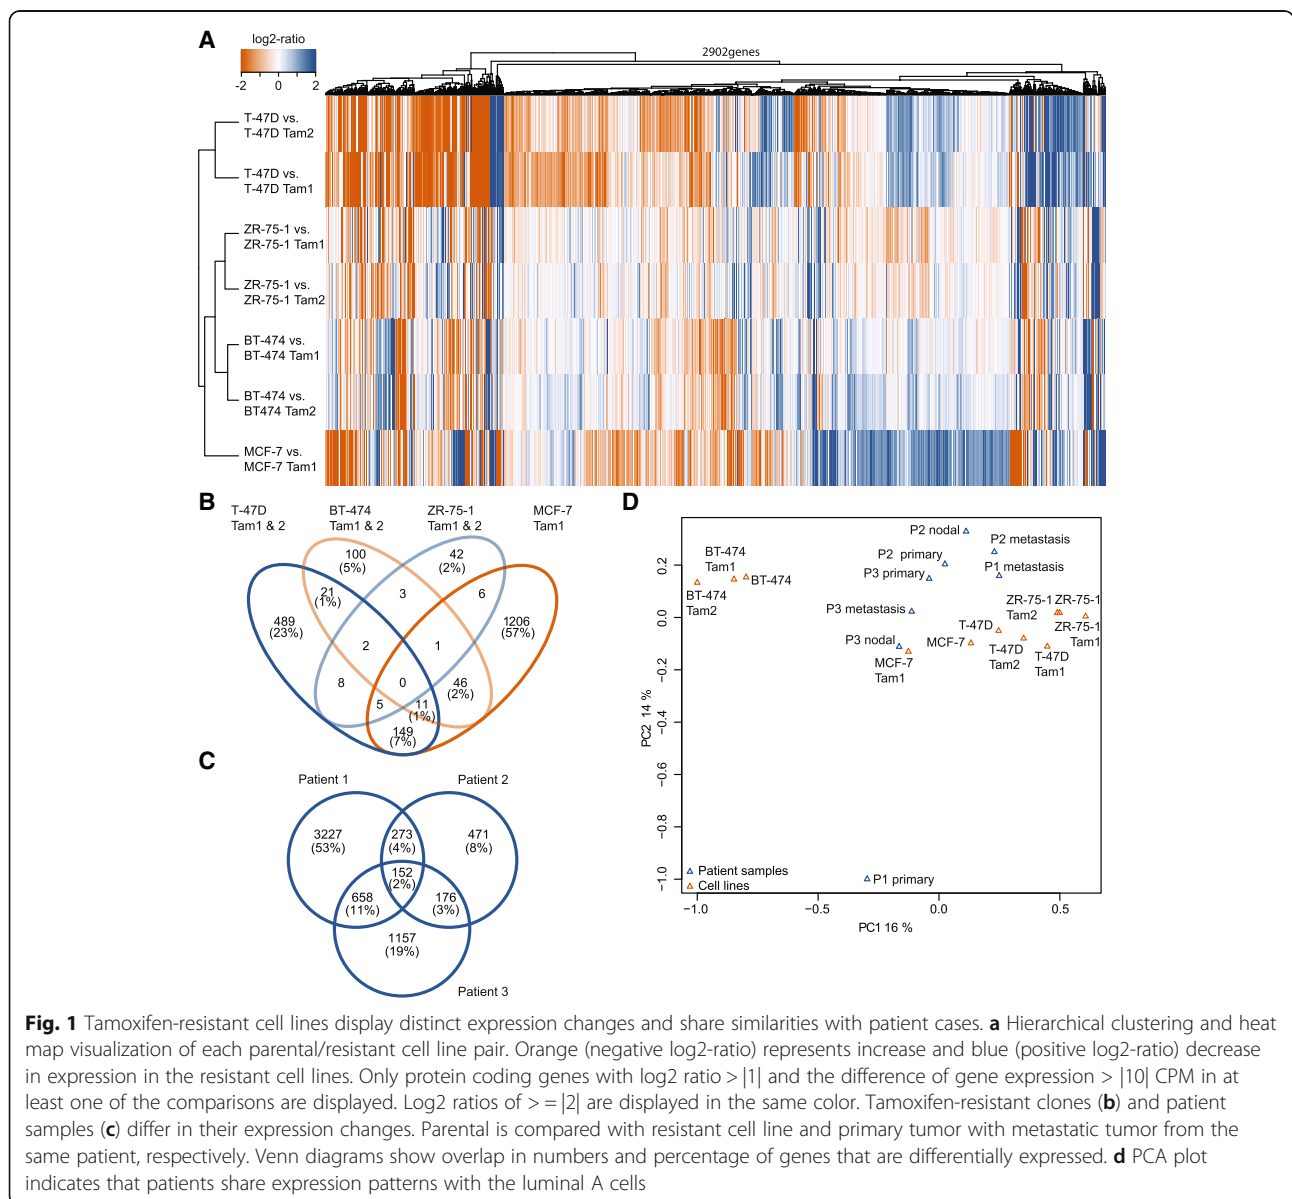 A
log2-ratio
-2 0 2
2902genes
T-47D vs.
T-47D Tam2
T-47D vs.
T-47D Tam1
ZR-75-1 vs.
ZR-75-1 Tam1
ZR-75-1 vs.
ZR-75-1 Tam2
BT-474 vs.
BT-474 Tam1
BT-474 vs.
BT474 Tam2
MCF-7 vs.
MCF-7 Tam1
B
T-47D
Tam1 & 2
BT-474
Tam1 & 2
ZR-75-1
Tam1 & 2
MCF-7
Tam1
100
(5%)
42
(2%)
21
(1%)
3
6
489
(23%)
1206
(57%)
2
1
8
0
46
(2%)
5
11
(1%)
149
(7%)
C
Patient 1
Patient 2
3227
(53%)
273
(4%)
471
(8%)
152
(2%)
658
(11%)
176
(3%)
1157
(19%)
Patient 3
D
P2 nodal
P2 metastasis
P2 primary
P1 metastasis
P3 primary
BT-474
Tam1
BT-474
BT-474
Tam2
P3 metastasis
ZR-75-1
Tam2
ZR-75-1
ZR-75-1
Tam1
T-47D
P3 nodal
MCF-7
T-47D
Tam2
T-47D
Tam1
MCF-7
Tam1
Patient samples
Cell lines
P1 primary
PC2 14 %
0.2
0.0
−0.2
−0.4
−0.6
−0.8
−1.0
−1.0 −0.5 0.0 0.5
PC1 16 %
Fig. 1 Tamoxifen-resistant cell lines display distinct expression changes and share similarities with patient cases. a Hierarchical clustering and heat
map visualization of each parental/resistant cell line pair. Orange (negative log2-ratio) represents increase and blue (positive log2-ratio) decrease
in expression in the resistant cell lines. Only protein coding genes with log2 ratio > |1| and the difference of gene expression > |10| CPM in at
least one of the comparisons are displayed. Log2 ratios of > = |2| are displayed in the same color. Tamoxifen-resistant clones (b) and patient
samples (c) differ in their expression changes. Parental is compared with resistant cell line and primary tumor with metastatic tumor from the
same patient, respectively. Venn diagrams show overlap in numbers and percentage of genes that are differentially expressed. d PCA plot
indicates that patients share expression patterns with the luminal A cells